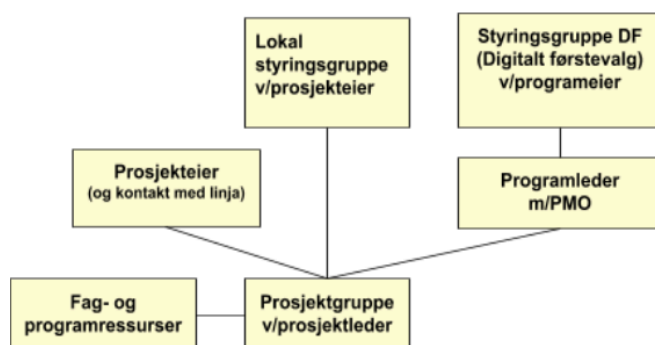 Lokal
styringsgruppe
v/prosjekteier
Styringsgruppe DF
(Digitalt førstevalg)
v/programeier
Prosjekteier
(og kontakt med linja)
Programleder
m/PMO
Fag- og
programressurser
Prosjektgruppe
v/prosjektleder